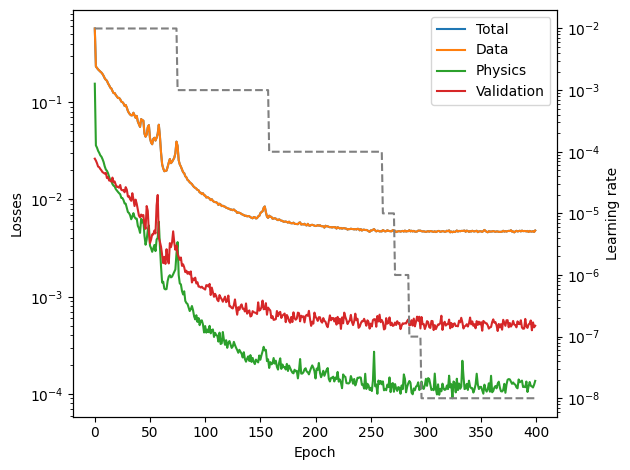 Total
Data
Physics
Validation
10⁻¹
10⁻²
10⁻³
10⁻⁴
Losses
10⁻²
10⁻³
10⁻⁴
10⁻⁵
10⁻⁶
10⁻⁷
10⁻⁸
Learning rate
0 50 100 150 200 250 300 350 400
Epoch